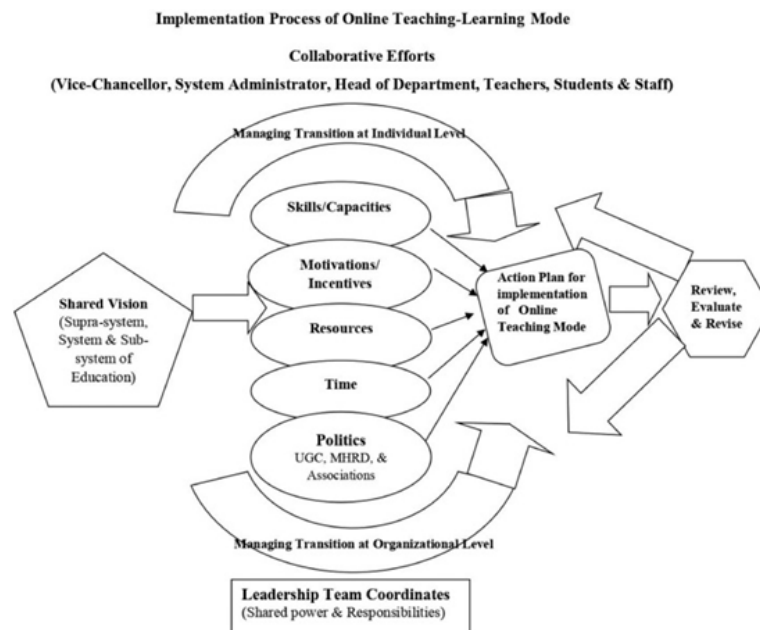 Implementation Process of Online Teaching-Learning Mode
Collaborative Efforts
(Vice-Chancellor, System Administrator, Head of Department, Teachers, Students & Staff)
Managing Transition at Individual Level
Skills/Capacities
Motivations/
Incentives
Resources
Time
Politics
UGC, MHRD, &
Associations
Shared Vision
(Supra-system,
System & Sub-
system of
Education)
Action Plan for
implementation
of Online
Teaching Mode
Review,
Evaluate
& Revise
Managing Transition at Organizational Level
Leadership Team Coordinates
(Shared power & Responsibilities)